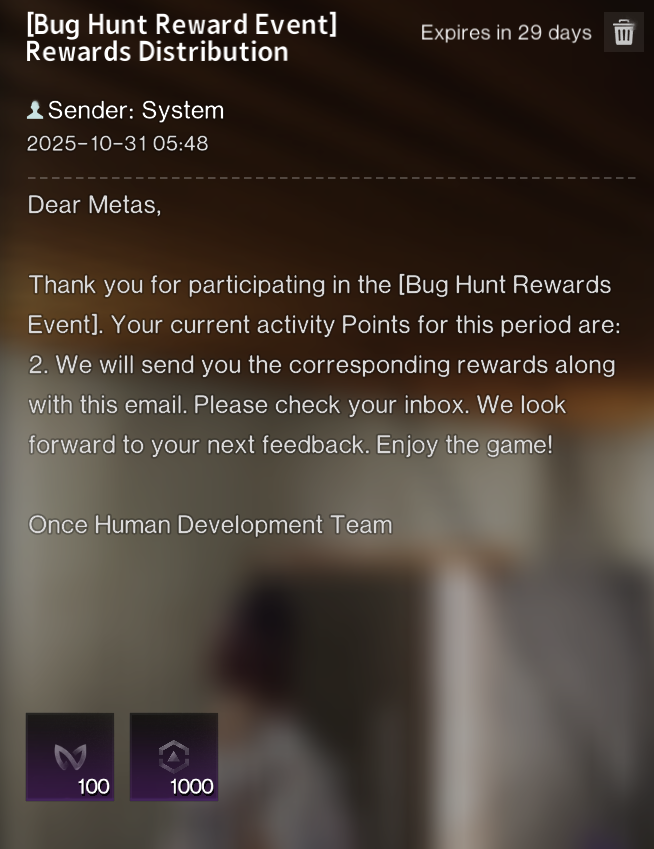 [Bug Hunt Reward Event]
Rewards Distribution
Expires in 29 days
Sender: System
2025-10-31 05:48
Dear Metas,
Thank you for participating in the [Bug Hunt Rewards
Event]. Your current activity Points for this period are:
2. We will send you the corresponding rewards along
with this email. Please check your inbox. We look
forward to your next feedback. Enjoy the game!
Once Human Development Team
100
1000